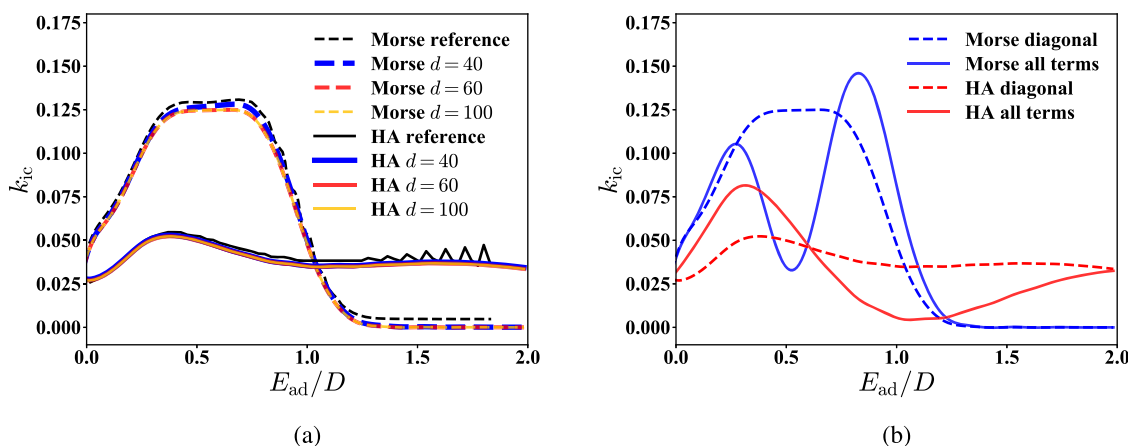 0.175
0.150
0.125
0.100
0.075
0.050
0.025
0.000
k_ic
0.0
0.5
1.0
1.5
2.0
E_ad/D
Morse reference
Morse d = 40
Morse d = 60
Morse d = 100
HA reference
HA d = 40
HA d = 60
HA d = 100
(a)
0.175
0.150
0.125
0.100
0.075
0.050
0.025
0.000
k_ic
0.0
0.5
1.0
1.5
2.0
E_ad/D
Morse diagonal
Morse all terms
HA diagonal
HA all terms
(b)